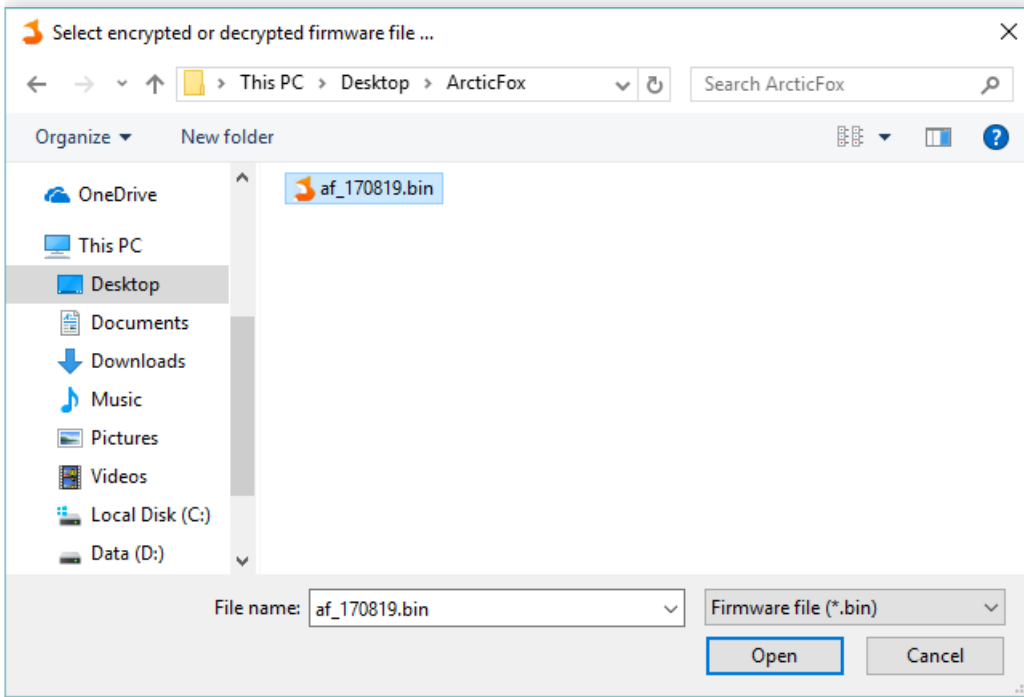 Select encrypted or decrypted firmware file ...
This PC > Desktop > ArcticFox
Search ArcticFox
Organize
New folder
?
OneDrive
This PC
Desktop
Documents
Downloads
Music
Pictures
Videos
Local Disk (C:)
Data (D:)
af_170819.bin
File name: af_170819.bin
Firmware file (*.bin)
Open
Cancel